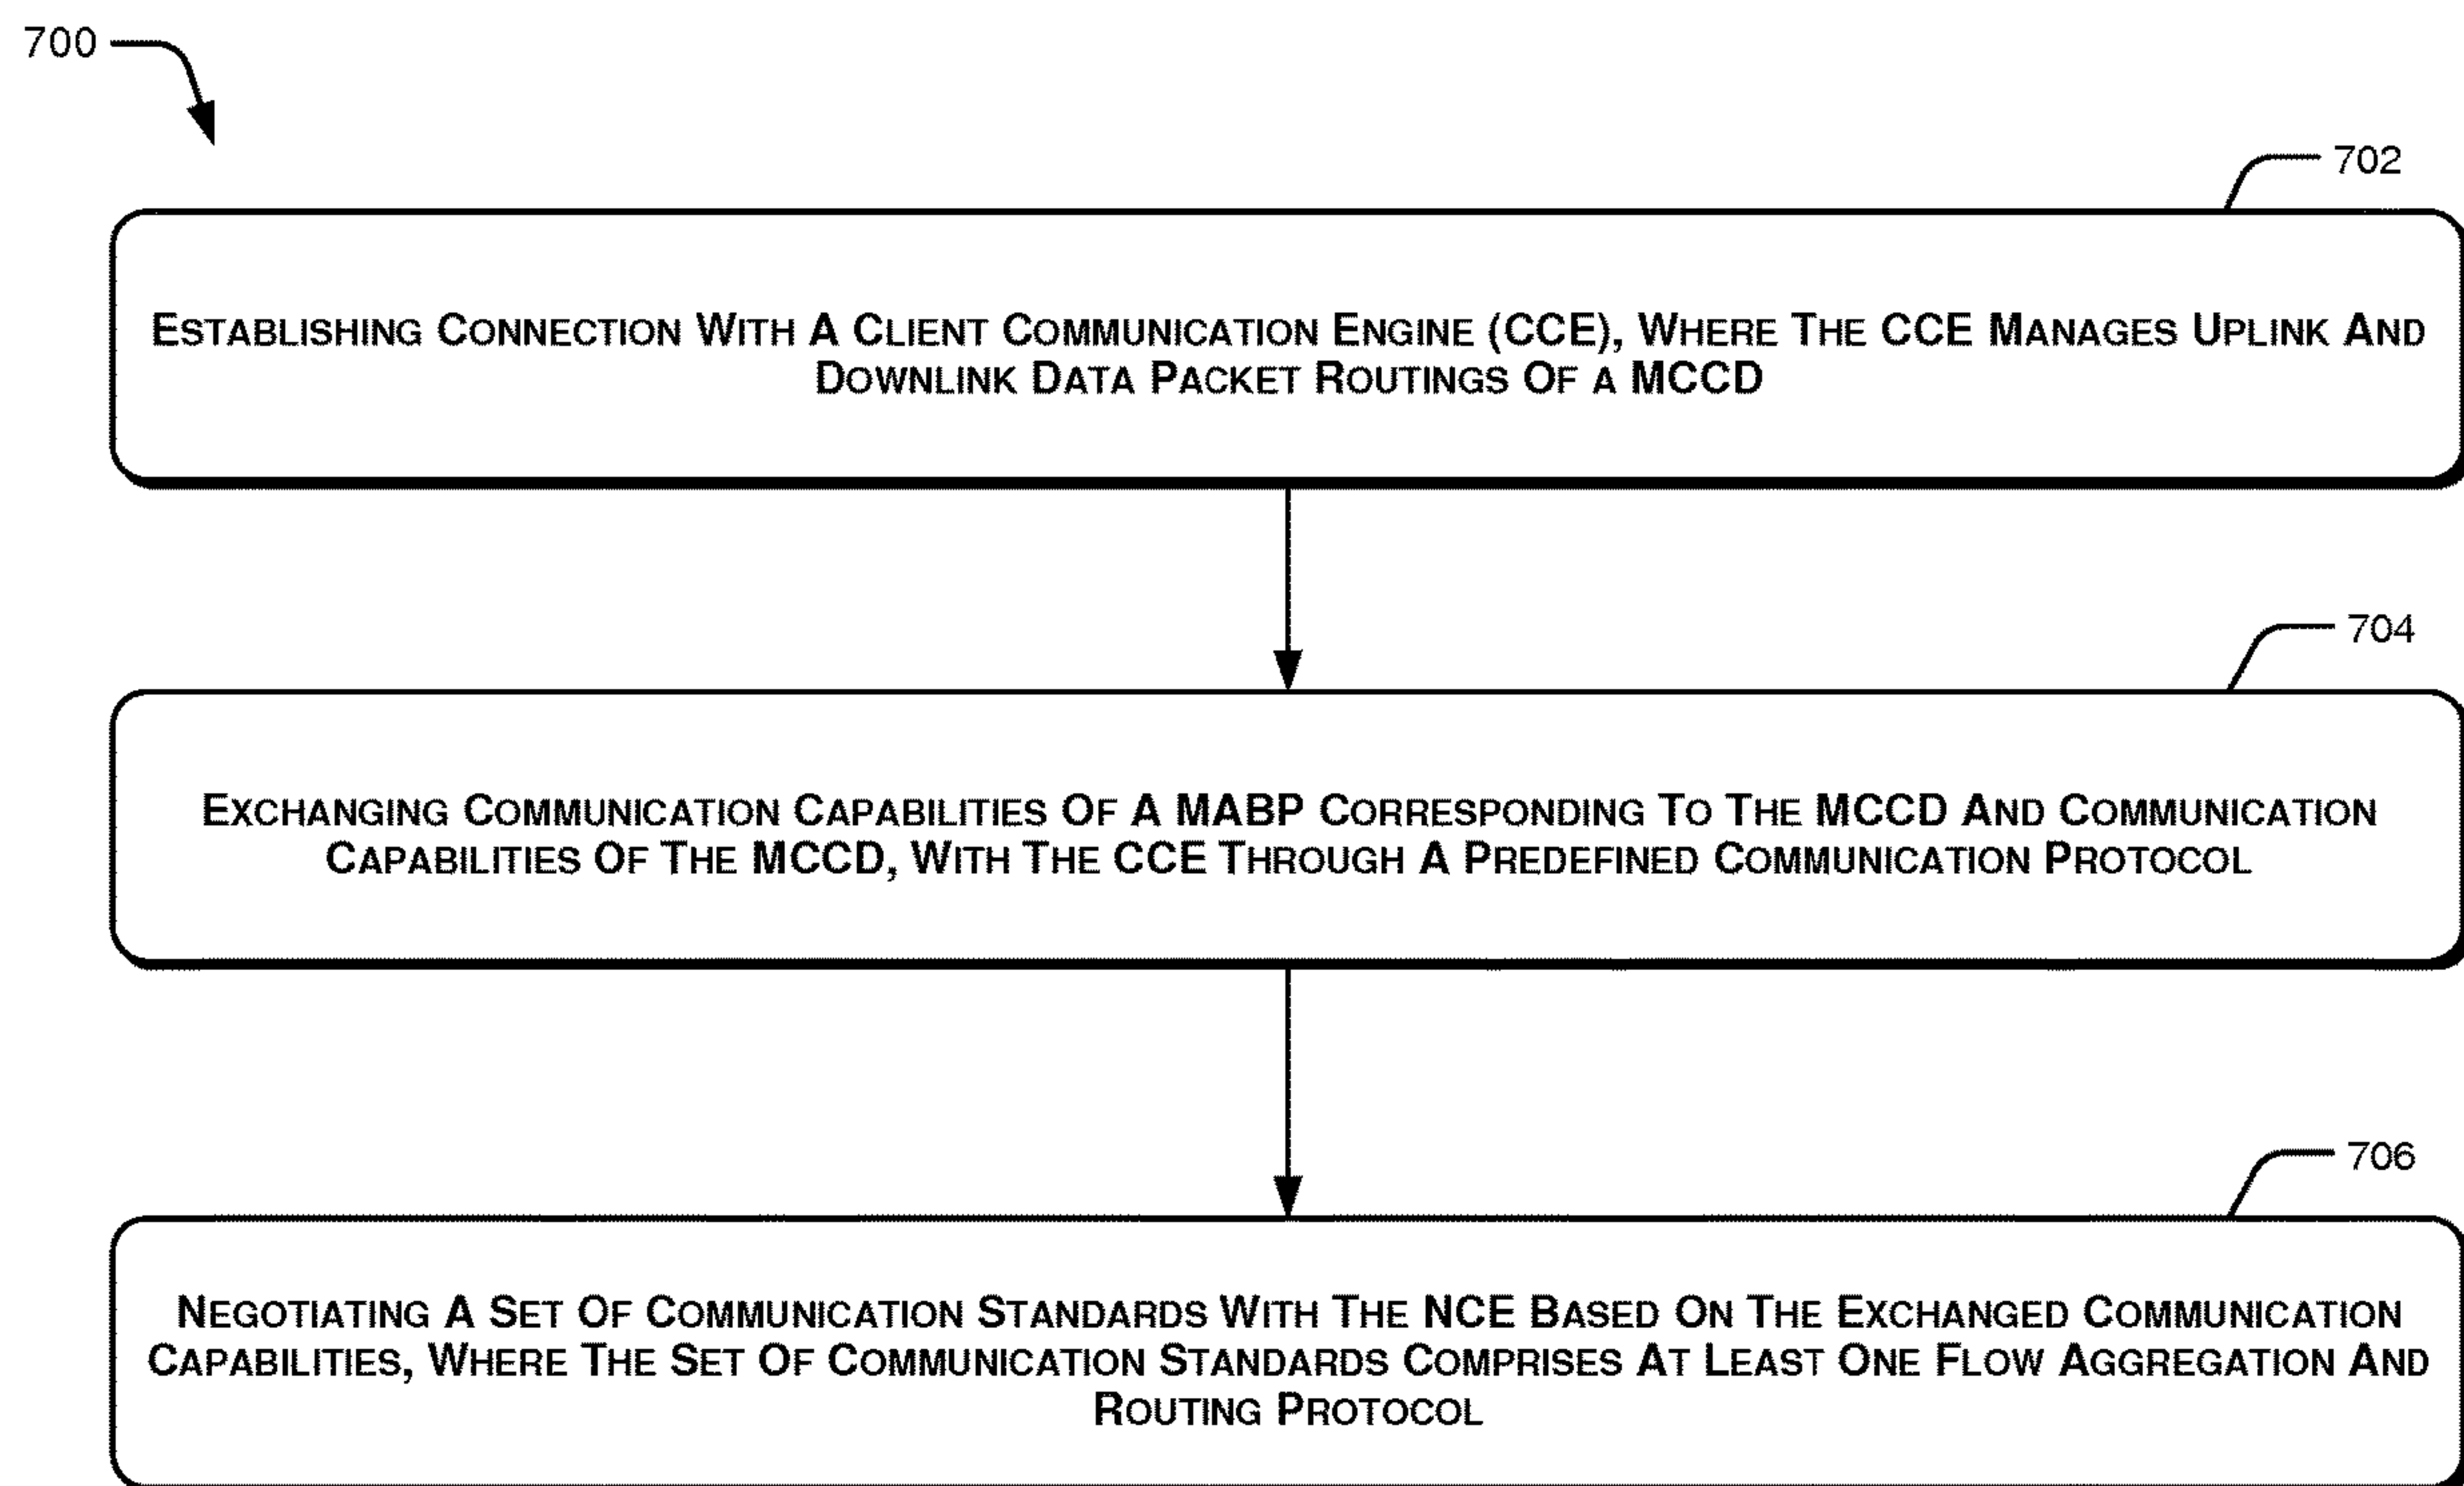 700
702
ESTABLISHING CONNECTION WITH A CLIENT COMMUNICATION ENGINE (CCE), WHERE THE CCE MANAGES UPLINK AND
DOWNLINK DATA PACKET ROUTINGS OF A MCCD
704
EXCHANGING COMMUNICATION CAPABILITIES OF A MABP CORRESPONDING TO THE MCCD AND COMMUNICATION
CAPABILITIES OF THE MCCD, WITH THE CCE THROUGH A PREDEFINED COMMUNICATION PROTOCOL
706
NEGOTIATING A SET OF COMMUNICATION STANDARDS WITH THE NCE BASED ON THE EXCHANGED COMMUNICATION
CAPABILITIES, WHERE THE SET OF COMMUNICATION STANDARDS COMPRISES AT LEAST ONE FLOW AGGREGATION AND
ROUTING PROTOCOL